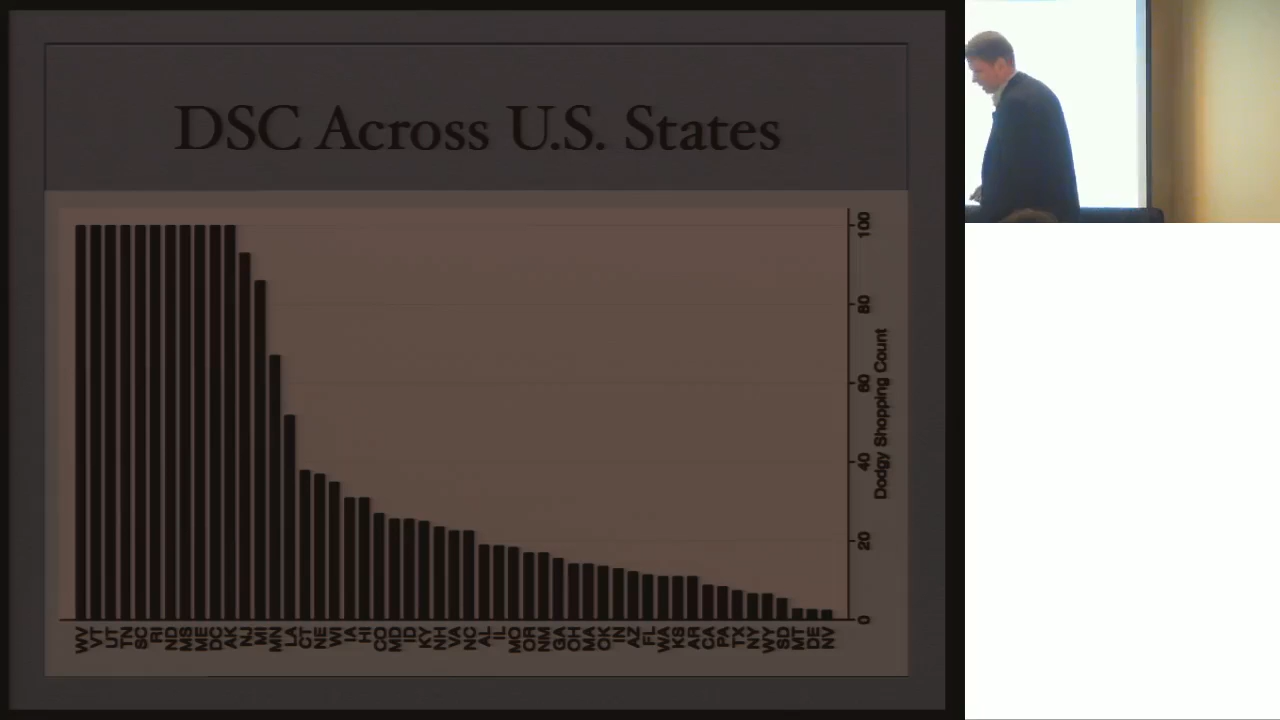 DSC Across U.S. States
100
80
60
40
20
0
Dodgy Shopping Count
WV
VT
UT
TN
SC
RI
ND
MS
ME
DC
AK
NJ
MI
MN
LA
CT
NE
WI
IA
HI
CO
MD
ID
KY
NH
VA
NC
AL
IL
MO
OR
NM
GA
OH
MA
OK
IN
AZ
FL
WA
KS
AR
CA
PA
TX
NY
WY
SD
MT
DE
NV